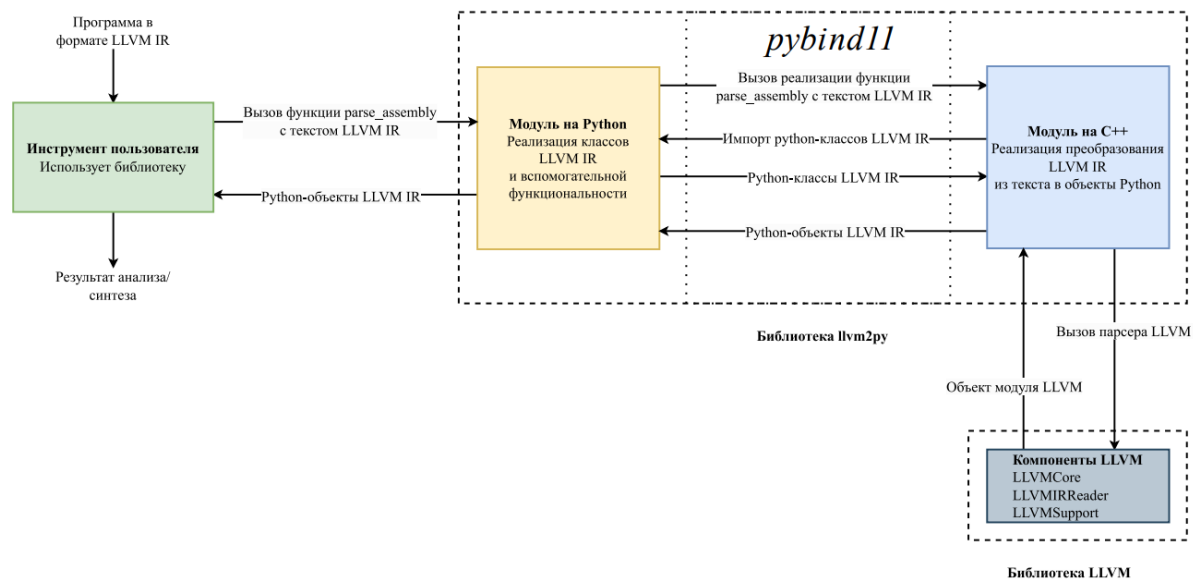 Программа в
формате LLVM IR
pybind11
Вызов функции parse_assembly
с текстом LLVM IR
Вызов реализации функции
parse_assembly с текстом LLVM IR
Инструмент пользователя
Использует библиотеку
Модуль на Python
Реализация классов
LLVM IR
и вспомогательной
функциональности
Импорт python-классов LLVM IR
Модуль на C++
Реализация преобразования
LLVM IR
из текста в объекты Python
Python-классы LLVM IR
Python-объекты LLVM IR
Python-объекты LLVM IR
Результат анализа/
синтеза
Библиотека llvm2py
Вызов парсера LLVM
Объект модуля LLVM
Компоненты LLVM
LLVMCore
LLVMIRReader
LLVMSupport
Библиотека LLVM